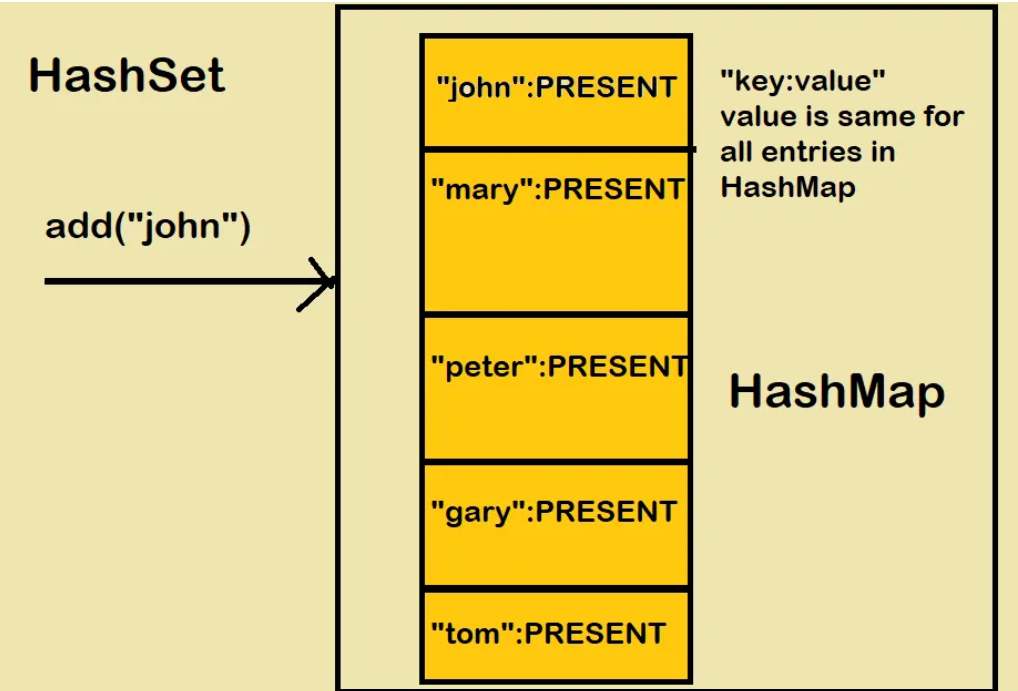 HashSet
add("john")
"john":PRESENT
"mary":PRESENT
"peter":PRESENT
"gary":PRESENT
"tom":PRESENT
"key:value"
value is same for
all entries in
HashMap
HashMap